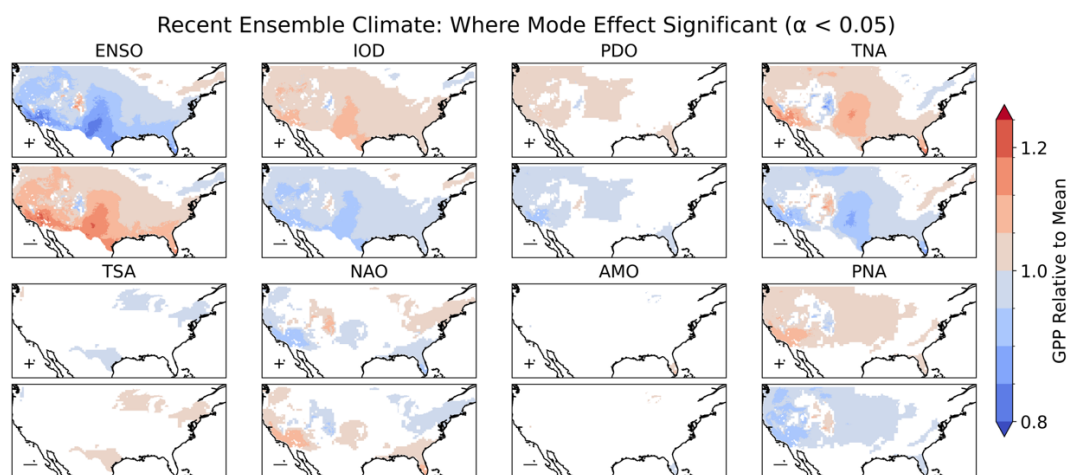 Recent Ensemble Climate: Where Mode Effect Significant (α < 0.05)
ENSO IOD PDO TNA
+ + + +
− − − −
TSA NAO AMO PNA
+ + + +
− − − −
1.2
1.0
0.8
GPP Relative to Mean